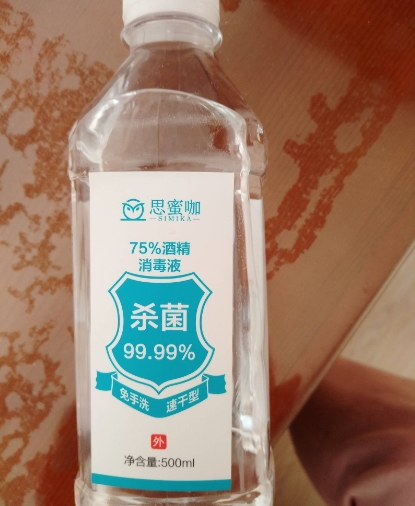 思蜜咖
SIMIKA
75%酒精
消毒液
杀菌
99.99%
免手洗 速干型
外
净含量:500ml